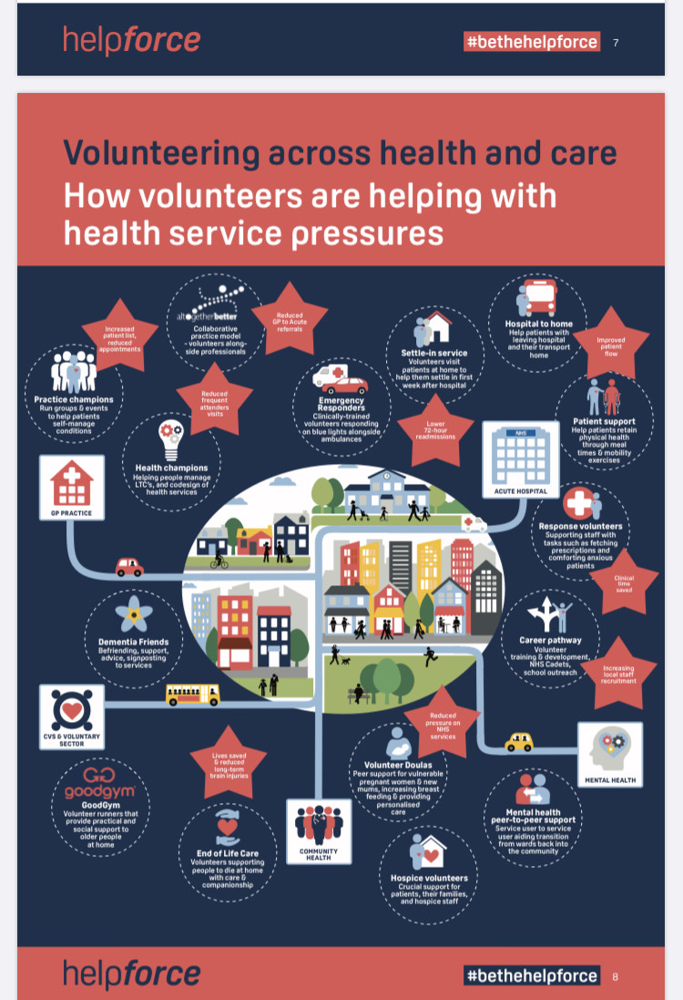 helpforce
#bethehelpforce
7
Volunteering across health and care
How volunteers are helping with
health service pressures
altogetherbetter
Collaborative
practice model
- volunteers along-
side professionals
Reduced
GP to Acute
referrals
Increased
patient list,
reduced
appointments
Practice champions
Run groups & events
to help patients
self-manage
conditions
Reduced
frequent
attenders
visits
Health champions
Helping people manage
LTC's, and codesign of
health services
Emergency
Responders
Clinically-trained
volunteers responding
on blue lights alongside
ambulances
Settle-in service
Volunteers visit
patients at home to
help them settle in first
week after hospital
Lower
72-hour
readmissions
Hospital to home
Help patients with
leaving hospital
and their transport
home
Improved
patient
flow
Patient support
Help patients retain
physical health
through meal
times & mobility
exercises
GP PRACTICE
NHS
ACUTE HOSPITAL
Response volunteers
Supporting staff with
tasks such as fetching
prescriptions and
comforting anxious
patients
Clinical
time
saved
Dementia Friends
Befriending, support,
advice, signposting
to services
Career pathway
Volunteer
training & development,
NHS Cadets,
school outreach
Increasing
local staff
recruitment
CVS & VOLUNTARY
SECTOR
Reduced
pressure on
NHS
services
Lives saved
& reduced
long-term
brain injuries
Volunteer Doulas
Peer support for vulnerable
pregnant women & new
mums, increasing breast
feeding & providing
personalised
care
MENTAL HEALTH
goodgym
GoodGym
Volunteer runners that
provide practical and
social support to
older people
at home
End of Life Care
Volunteers supporting
people to die at home
with care &
companionship
COMMUNITY
HEALTH
Mental health
peer-to-peer support
Service user to service
user aiding transition
from wards back into
the community
Hospice volunteers
Crucial support for
patients, their families,
and hospice staff
helpforce
#bethehelpforce
8